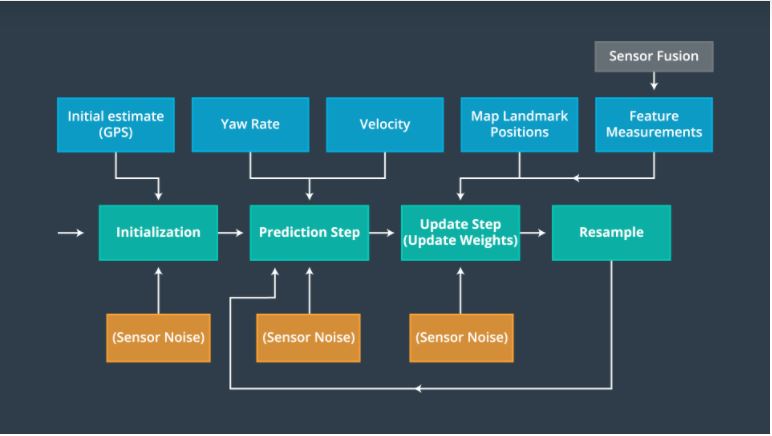 Sensor Fusion
Initial estimate
(GPS)
Yaw Rate
Velocity
Map Landmark
Positions
Feature
Measurements
Initialization
Prediction Step
Update Step
(Update Weights)
Resample
(Sensor Noise)
(Sensor Noise)
(Sensor Noise)